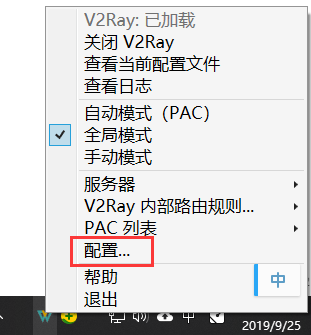 V2Ray: 已加载
关闭 V2Ray
查看当前配置文件
查看日志
自动模式（PAC）
全局模式
手动模式
服务器
V2Ray 内部路由规则...
PAC 列表
配置...
帮助
中
退出
中
2019/9/25